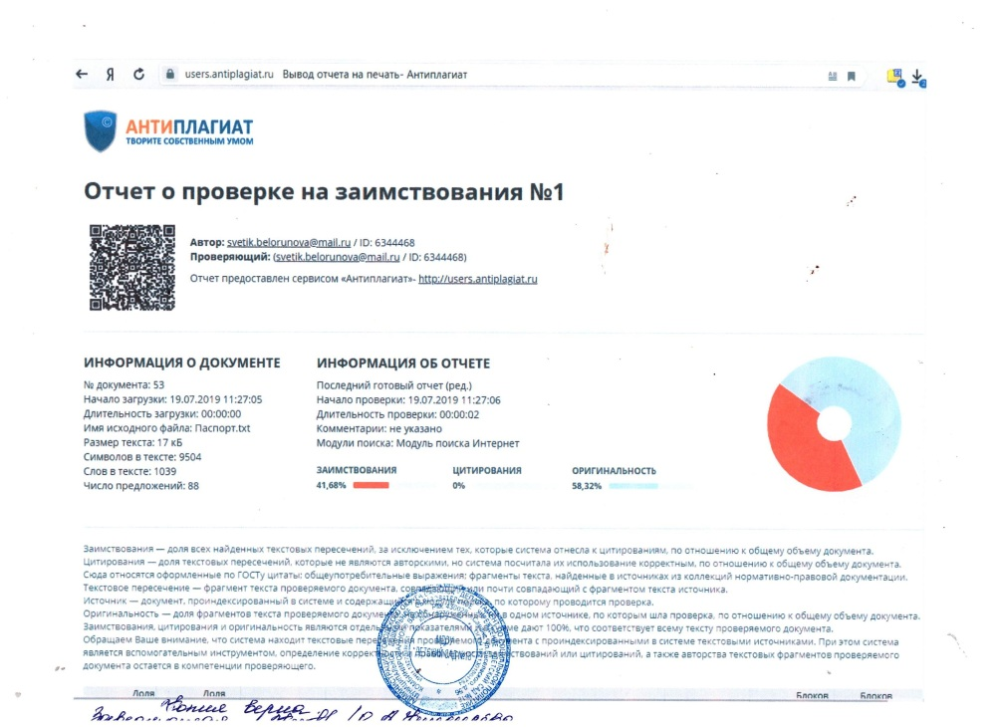 users.antiplagiat.ru Вывод отчета на печать- Антиплагиат
АНТИПЛАГИАТ
ТВОРИТЕ СОБСТВЕННЫМ УМОМ
Отчет о проверке на заимствования №1
Автор: svetik.belorunova@mail.ru / ID: 6344468
Проверяющий: (svetik.belorunova@mail.ru / ID: 6344468)
Отчет предоставлен сервисом «Антиплагиат»- http://users.antiplagiat.ru
ИНФОРМАЦИЯ О ДОКУМЕНТЕ
№ документа: 53
Начало загрузки: 19.07.2019 11:27:05
Длительность загрузки: 00:00:00
Имя исходного файла: Паспорт.txt
Размер текста: 17 кБ
Символов в тексте: 9504
Слов в тексте: 1039
Число предложений: 88
ИНФОРМАЦИЯ ОБ ОТЧЕТЕ
Последний готовый отчет (ред.)
Начало проверки: 19.07.2019 11:27:06
Длительность проверки: 00:00:02
Комментарии: не указано
Модули поиска: Модуль поиска Интернет
ЗАИМСТВОВАНИЯ
41,68%
ЦИТИРОВАНИЯ
0%
ОРИГИНАЛЬНОСТЬ
58,32%
Заимствования — доля всех найденных текстовых пересечений, за исключением тех, которые система отнесла к цитированиям, по отношению к общему объему документа.
Цитирования — доля текстовых пересечений, которые не являются авторскими, но система посчитала их использование корректным, по отношению к общему объему документа.
Сюда относятся оформленные по ГОСТу цитаты; общеупотребительные выражения; фрагменты текста, найденные в источниках из коллекций нормативно-правовой документации.
Текстовое пересечение — фрагмент текста проверяемого документа, совпадающий или почти совпадающий с фрагментом текста источника.
Источник — документ, проиндексированный в системе и содержащийся в модуле поиска, по которому проводится проверка.
Оригинальность — доля фрагментов текста проверяемого документа, в одном источнике, по которым шла проверка, по отношению к общему объему документа.
Заимствования, цитирования и оригинальность являются отдельными показателями и в сумме дают 100%, что соответствует всему тексту проверяемого документа.
Обращаем Ваше внимание, что система находит текстовые пересечения проверяемого документа с проиндексированными в системе текстовыми источниками. При этом система
является вспомогательным инструментом, определение корректности и правомерности заимствований или цитирований, а также авторства текстовых фрагментов проверяемого
документа остается в компетенции проверяющего.
Доля Доля Блоков Блоков
Копия верна